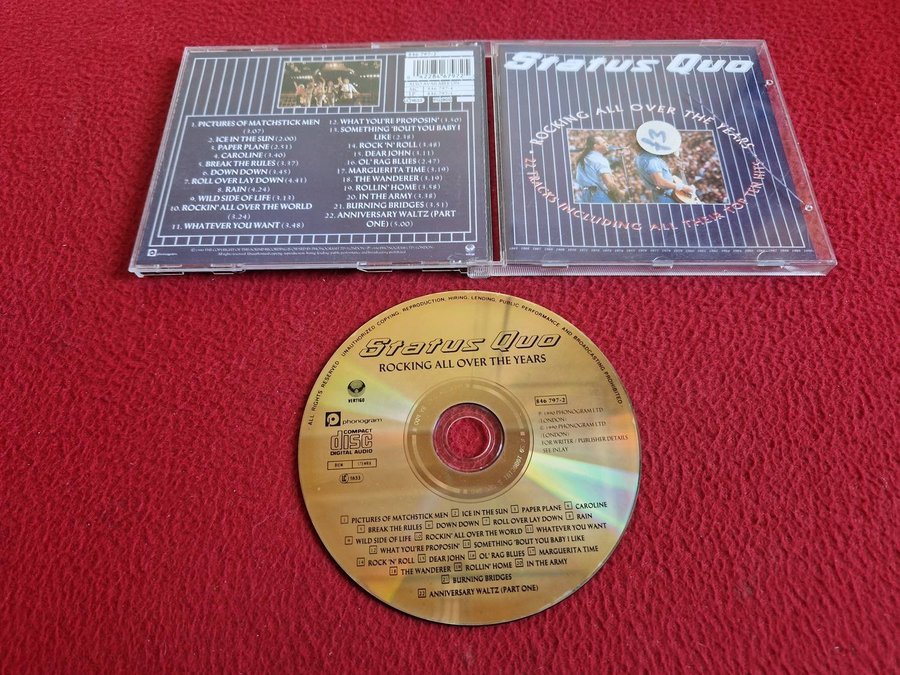 846 797-2
1. PICTURES OF MATCHSTICK MEN
(3.07)
2. ICE IN THE SUN (2.00)
3. PAPER PLANE (2.51)
4. CAROLINE (3.40)
5. BREAK THE RULES (3.37)
6. DOWN DOWN (3.45)
7. ROLL OVER LAY DOWN (4.41)
8. RAIN (4.24)
9. WILD SIDE OF LIFE (3.13)
10. ROCKIN' ALL OVER THE WORLD
(3.24)
11. WHATEVER YOU WANT (3.48)
12. WHAT YOU'RE PROPOSIN' (3.50)
13. SOMETHING 'BOUT YOU BABY I
LIKE (2.38)
14. ROCK 'N' ROLL (3.48)
15. DEAR JOHN (3.11)
16. OL' RAG BLUES (2.47)
17. MARGUERITA TIME (3.19)
18. THE WANDERER (3.19)
19. ROLLIN' HOME (3.58)
20. IN THE ARMY (3.38)
21. BURNING BRIDGES (3.51)
22. ANNIVERSARY WALTZ (PART
ONE) (5.00)
phonogram
Status Quo
• ROCKING ALL OVER THE YEARS •
22 TRACKS INCLUDING ALL THEIR TOP TEN HITS
ALL RIGHTS RESERVED UNAUTHORIZED COPYING, REPRODUCTION, HIRING, LENDING, PUBLIC PERFORMANCE AND BROADCASTING PROHIBITED
Status Quo
ROCKING ALL OVER THE YEARS
VERTIGO
phonogram
COMPACT
disc
DIGITAL AUDIO
BIEM
STEMRA
1633
846 797-2
P 1990 PHONOGRAM LTD
(LONDON)
© 1990 PHONOGRAM LTD
(LONDON)
FOR WRITER / PUBLISHER DETAILS
SEE INLAY
1 PICTURES OF MATCHSTICK MEN 2 ICE IN THE SUN 3 PAPER PLANE 4 CAROLINE
5 BREAK THE RULES 6 DOWN DOWN 7 ROLL OVER LAY DOWN 8 RAIN
9 WILD SIDE OF LIFE 10 ROCKIN' ALL OVER THE WORLD 11 WHATEVER YOU WANT
12 WHAT YOU'RE PROPOSIN' 13 SOMETHING 'BOUT YOU BABY I LIKE
14 ROCK 'N' ROLL 15 DEAR JOHN 16 OL' RAG BLUES 17 MARGUERITA TIME
18 THE WANDERER 19 ROLLIN' HOME 20 IN THE ARMY
21 BURNING BRIDGES
22 ANNIVERSARY WALTZ (PART ONE)